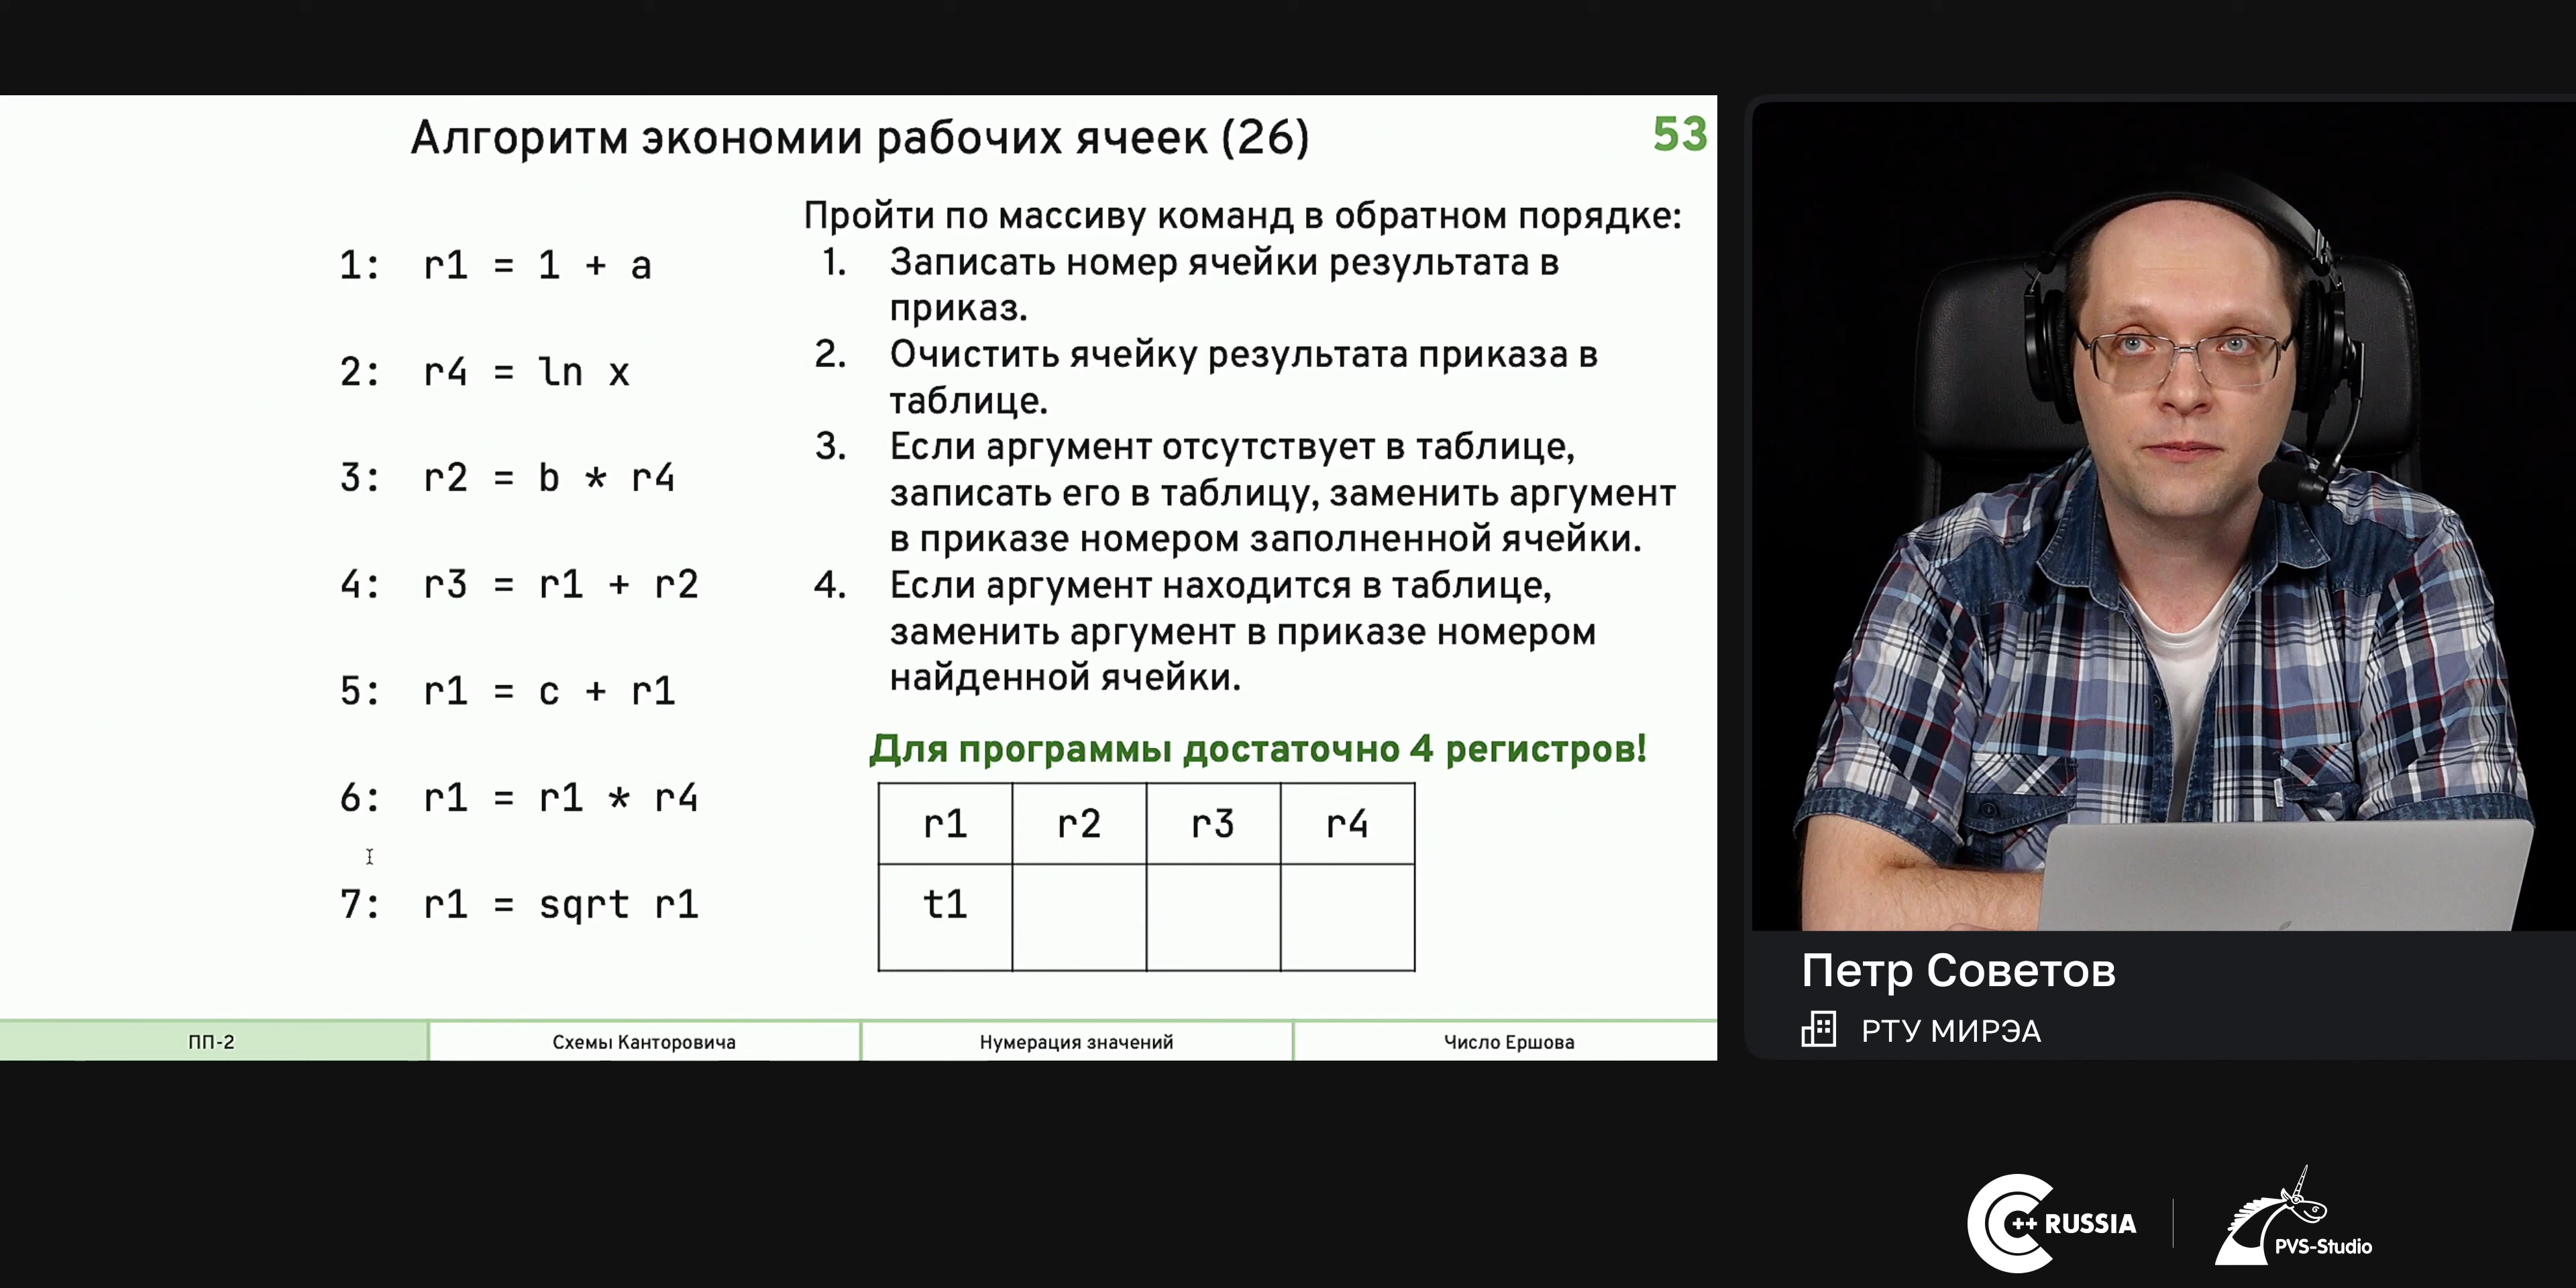 Алгоритм экономии рабочих ячеек (26)
53
1: r1 = 1 + a
2: r4 = ln x
3: r2 = b * r4
4: r3 = r1 + r2
5: r1 = c + r1
6: r1 = r1 * r4
7: r1 = sqrt r1
Пройти по массиву команд в обратном порядке:
1. Записать номер ячейки результата в
приказ.
2. Очистить ячейку результата приказа в
таблице.
3. Если аргумент отсутствует в таблице,
записать его в таблицу, заменить аргумент
в приказе номером заполненной ячейки.
4. Если аргумент находится в таблице,
заменить аргумент в приказе номером
найденной ячейки.
Для программы достаточно 4 регистров!
r1 r2 r3 r4
t1
ПП-2 Схемы Канторовича Нумерация значений Число Ершова
Петр Советов
РТУ МИРЭА
C++ RUSSIA
PVS-Studio